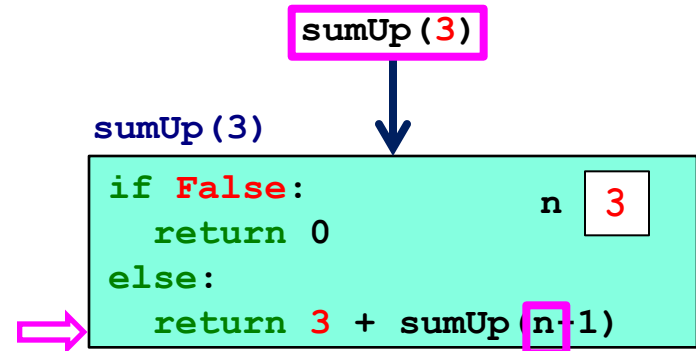 sumUp(3)
sumUp(3)
if False:
n 3
return 0
else:
return 3 + sumUp(n-1)